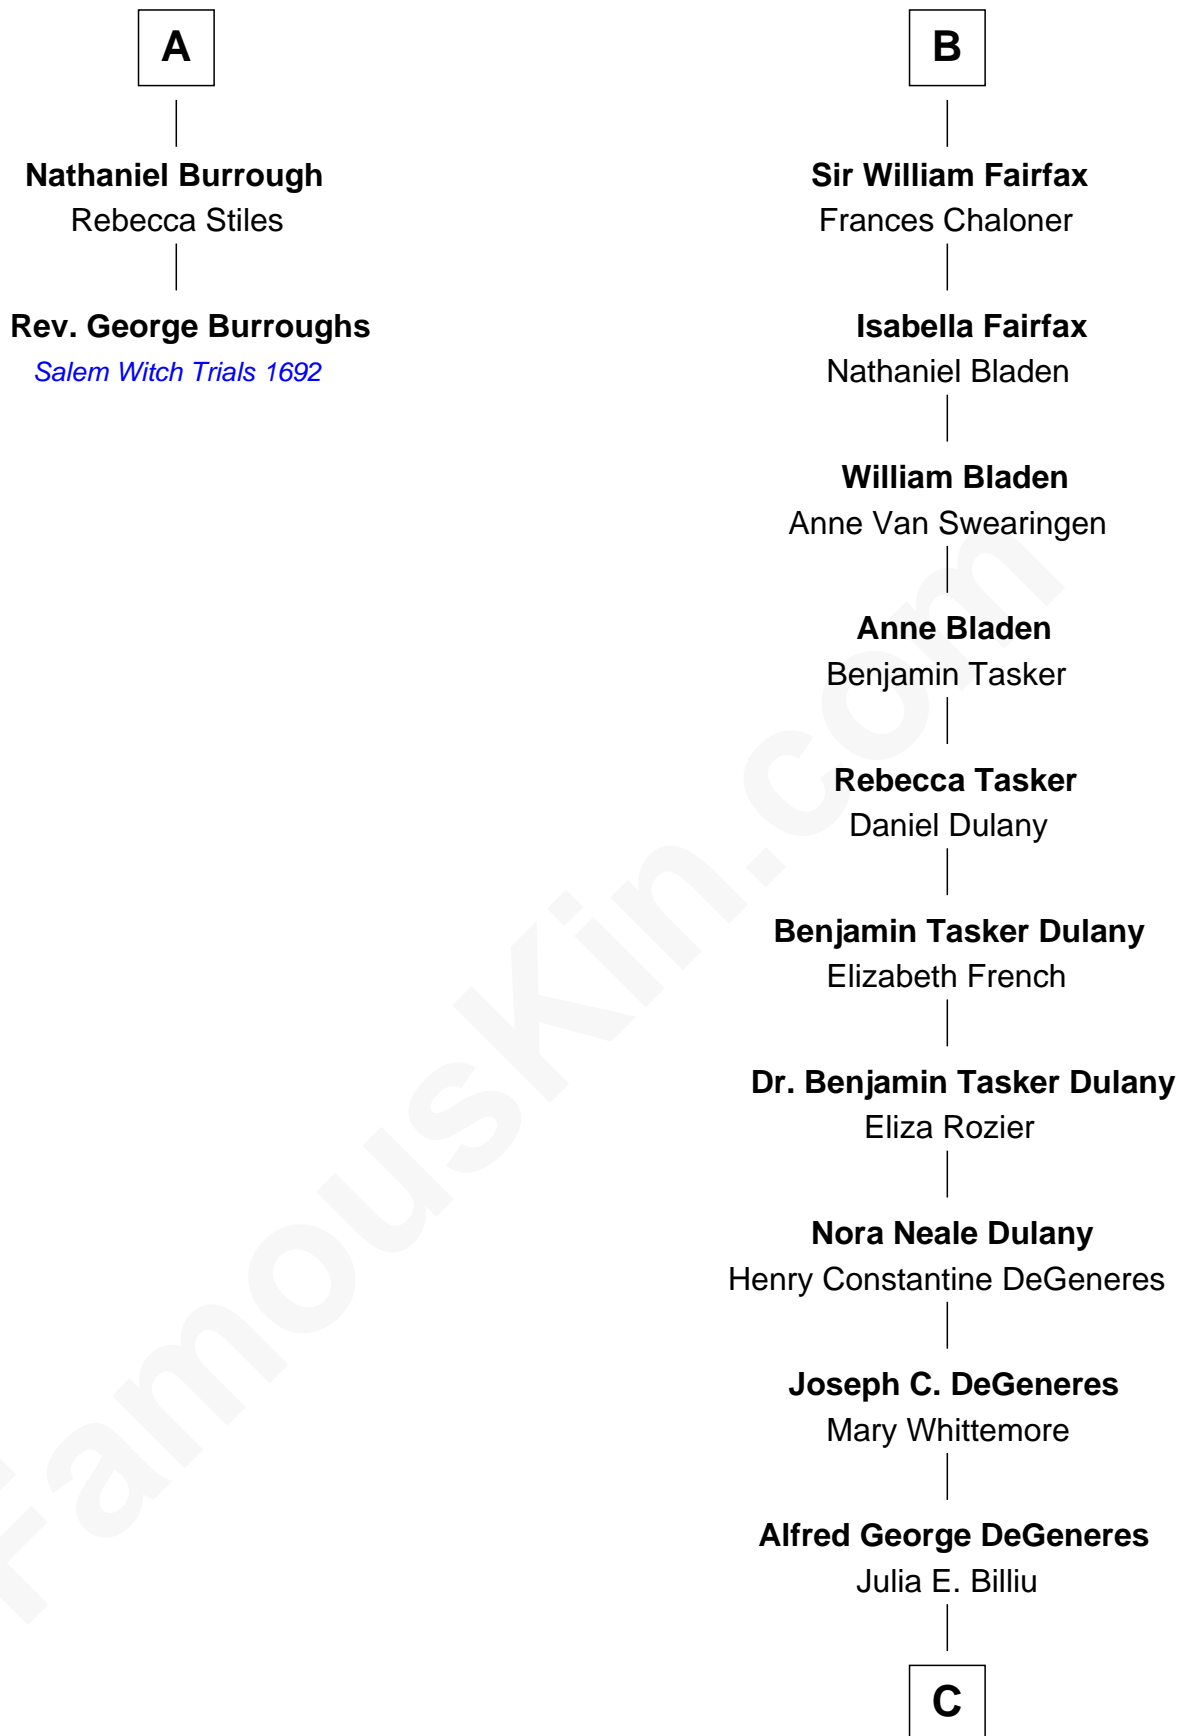 A
Nathaniel Burrough
Rebecca Stiles
Rev. George Burroughs
Salem Witch Trials 1692
B
Sir William Fairfax
Frances Chaloner
Isabella Fairfax
Nathaniel Bladen
William Bladen
Anne Van Swearingen
Anne Bladen
Benjamin Tasker
Rebecca Tasker
Daniel Dulany
Benjamin Tasker Dulany
Elizabeth French
Dr. Benjamin Tasker Dulany
Eliza Rozier
Nora Neale Dulany
Henry Constantine DeGeneres
Joseph C. DeGeneres
Mary Whittemore
Alfred George DeGeneres
Julia E. Billiu
C
FamousKin.com